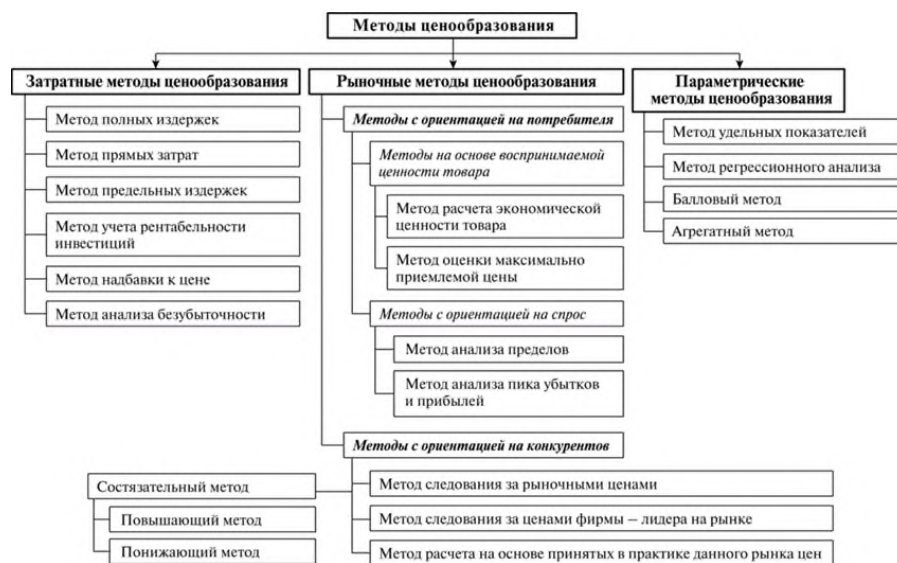 Методы ценообразования
Затратные методы ценообразования
Метод полных издержек
Метод прямых затрат
Метод предельных издержек
Метод учета рентабельности
инвестиций
Метод надбавки к цене
Метод анализа безубыточности
Рыночные методы ценообразования
Методы с ориентацией на потребителя
Методы на основе воспринимаемой
ценности товара
Метод расчета экономической
ценности товара
Метод оценки максимально
приемлемой цены
Методы с ориентацией на спрос
Метод анализа пределов
Метод анализа пика убытков
и прибылей
Методы с ориентацией на конкурентов
Метод следования за рыночными ценами
Метод следования за ценами фирмы – лидера на рынке
Метод расчета на основе принятых в практике данного рынка цен
Состязательный метод
Повышающий метод
Понижающий метод
Параметрические
методы ценообразования
Метод удельных показателей
Метод регрессионного анализа
Балловый метод
Агрегатный метод